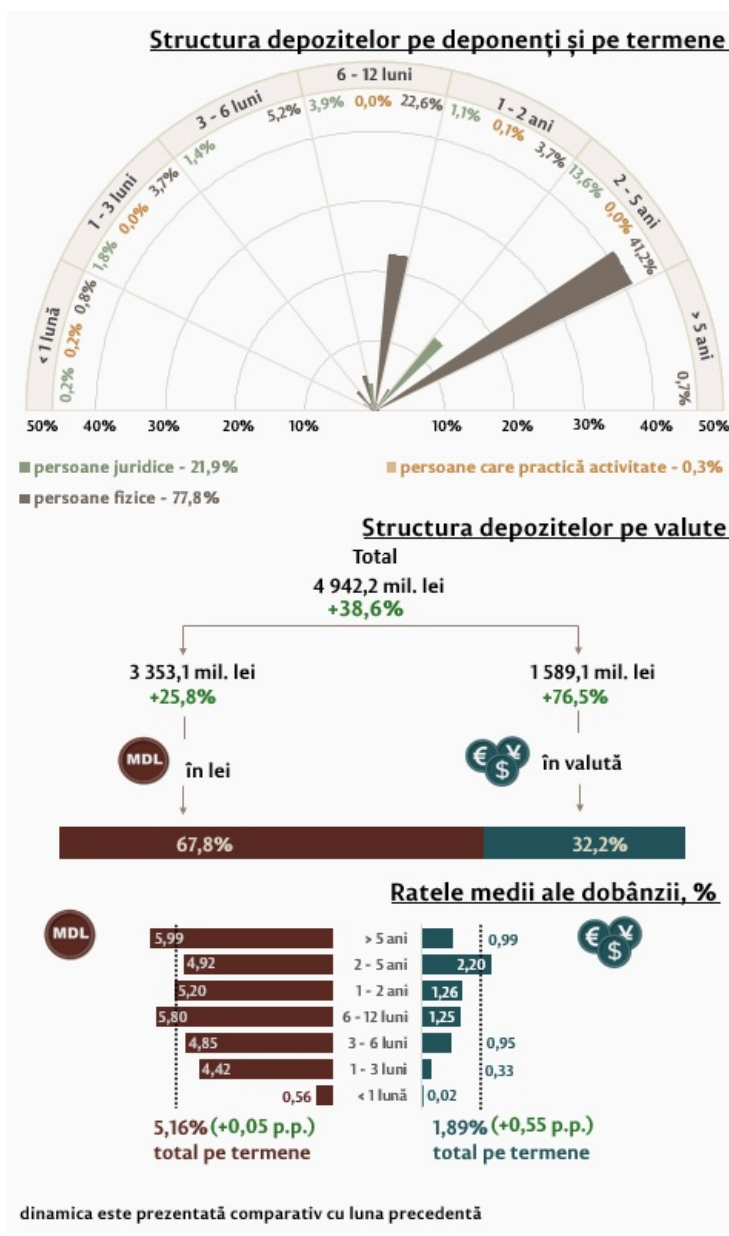 Structura depozitelor pe deponenți și pe termene
< 1 lună
1 - 3 luni
3 - 6 luni
6 - 12 luni
1 - 2 ani
2 - 5 ani
> 5 ani
0,2%
0,2%
0,8%
1,8%
0,0%
3,7%
1,4%
5,2%
3,9%
0,0%
22,6%
1,1%
0,1%
3,7%
13,6%
0,0%
41,2%
0,7%
50% 40% 30% 20% 10% 10% 20% 30% 40% 50%
persoane juridice - 21,9% persoane care practică activitate - 0,3%
persoane fizice - 77,8%
Structura depozitelor pe valute
Total
4 942,2 mil. lei
+38,6%
3 353,1 mil. lei 1 589,1 mil. lei
+25,8% +76,5%
MDL în lei € $ ¥ în valută
67,8% 32,2%
Ratele medii ale dobânzii, %
MDL € $ ¥
5,99 > 5 ani 0,99
4,92 2 - 5 ani 2,20
5,20 1 - 2 ani 1,26
5,80 6 - 12 luni 1,25
4,85 3 - 6 luni 0,95
4,42 1 - 3 luni 0,33
0,56 < 1 lună 0,02
5,16% (+0,05 p.p.) 1,89% (+0,55 p.p.)
total pe termene total pe termene
dinamica este prezentată comparativ cu luna precedentă